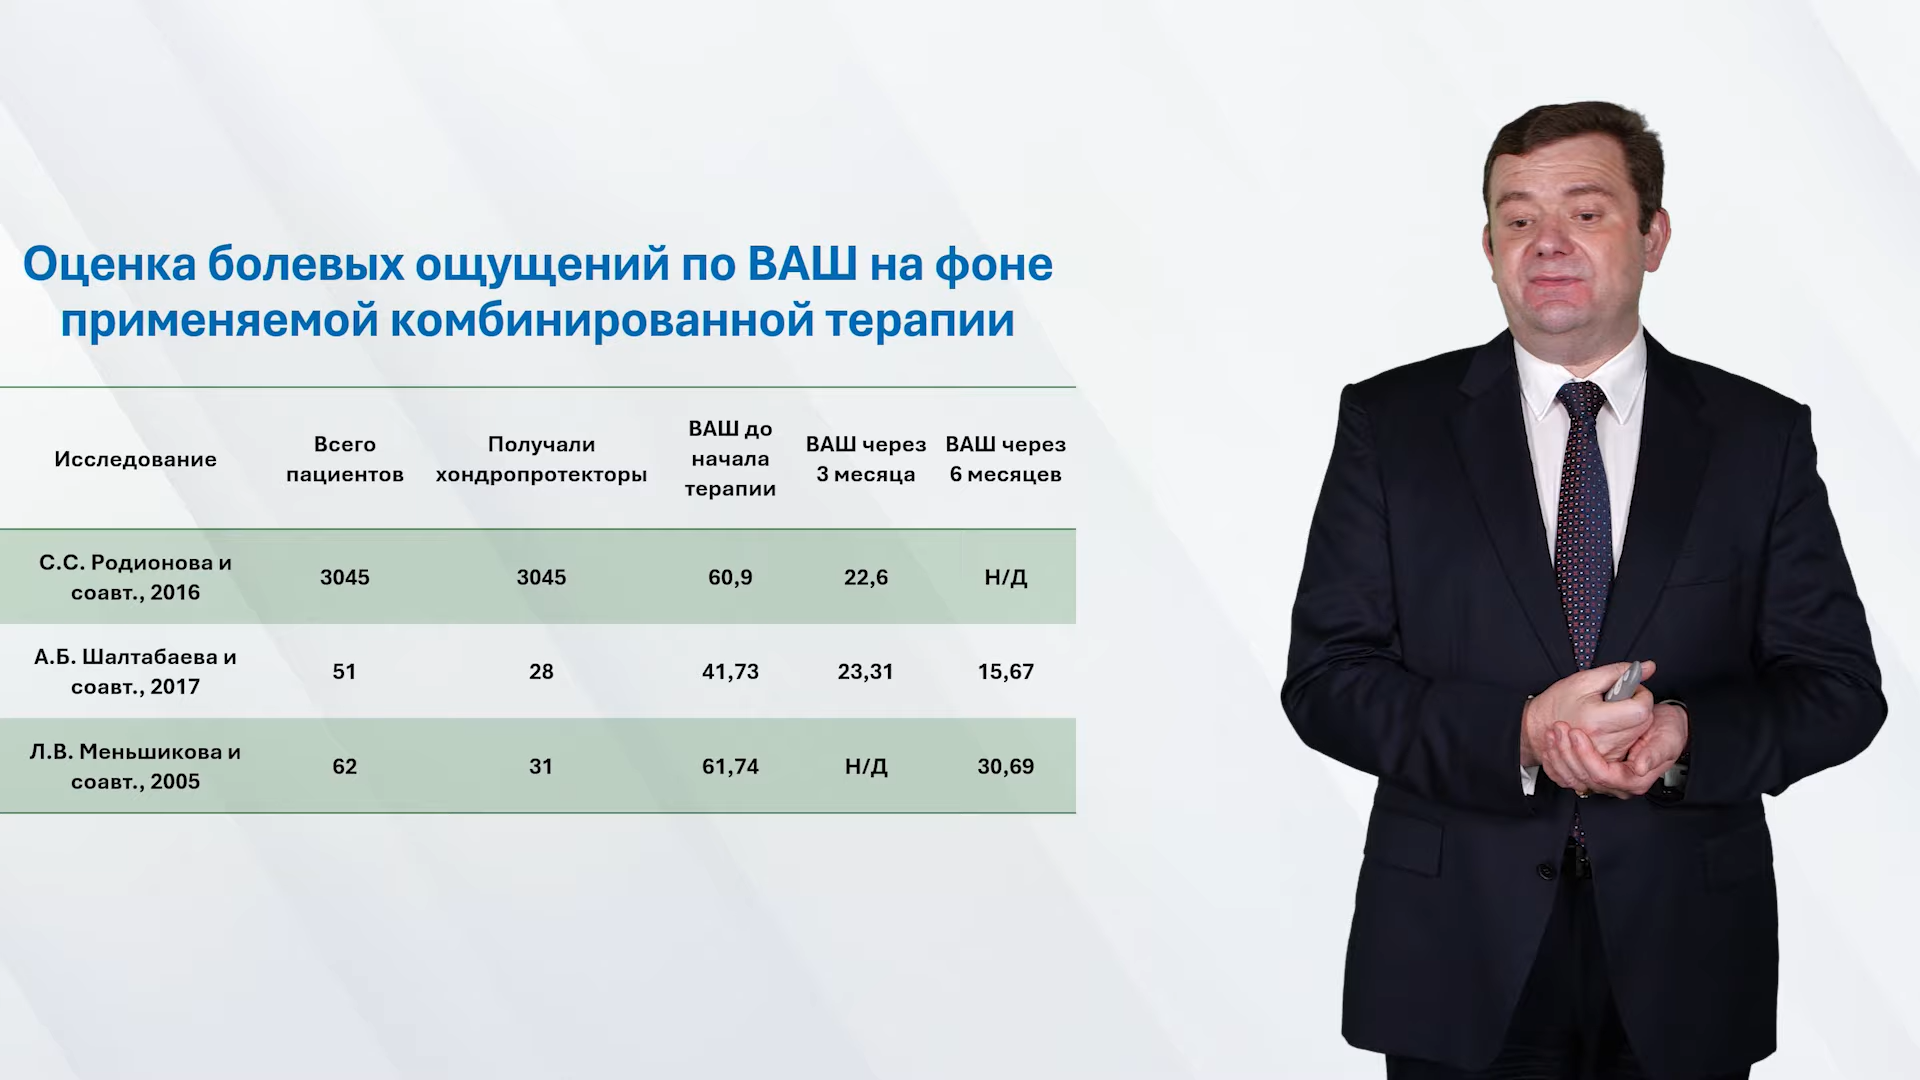 Оценка болевых ощущений по ВАШ на фоне
применяемой комбинированной терапии
Исследование
Всего
пациентов
Получали
хондропротекторы
ВАШ до
начала
терапии
ВАШ через
3 месяца
ВАШ через
6 месяцев
С.С. Родионова и
соавт., 2016
3045
3045
60,9
22,6
Н/Д
А.Б. Шалтабаева и
соавт., 2017
51
28
41,73
23,31
15,67
Л.В. Меньшикова и
соавт., 2005
62
31
61,74
Н/Д
30,69